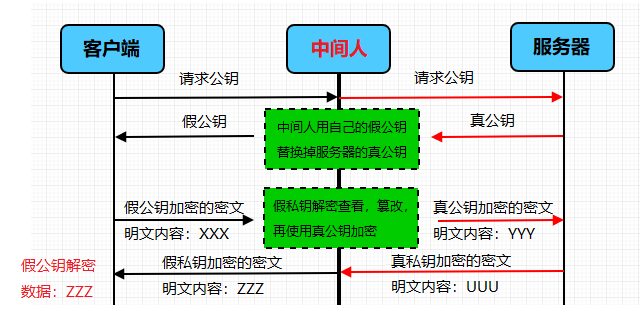 客户端
中间人
服务器
请求公钥
请求公钥
假公钥
中间人用自己的假公钥
替换掉服务器的真公钥
真公钥
假公钥加密的密文
明文内容：XXX
假私钥解密查看，篡改，
再使用真公钥加密
真公钥加密的密文
明文内容：YYY
假公钥解密
数据：ZZZ
假私钥加密的密文
明文内容：ZZZ
真私钥加密的密文
明文内容：UUU